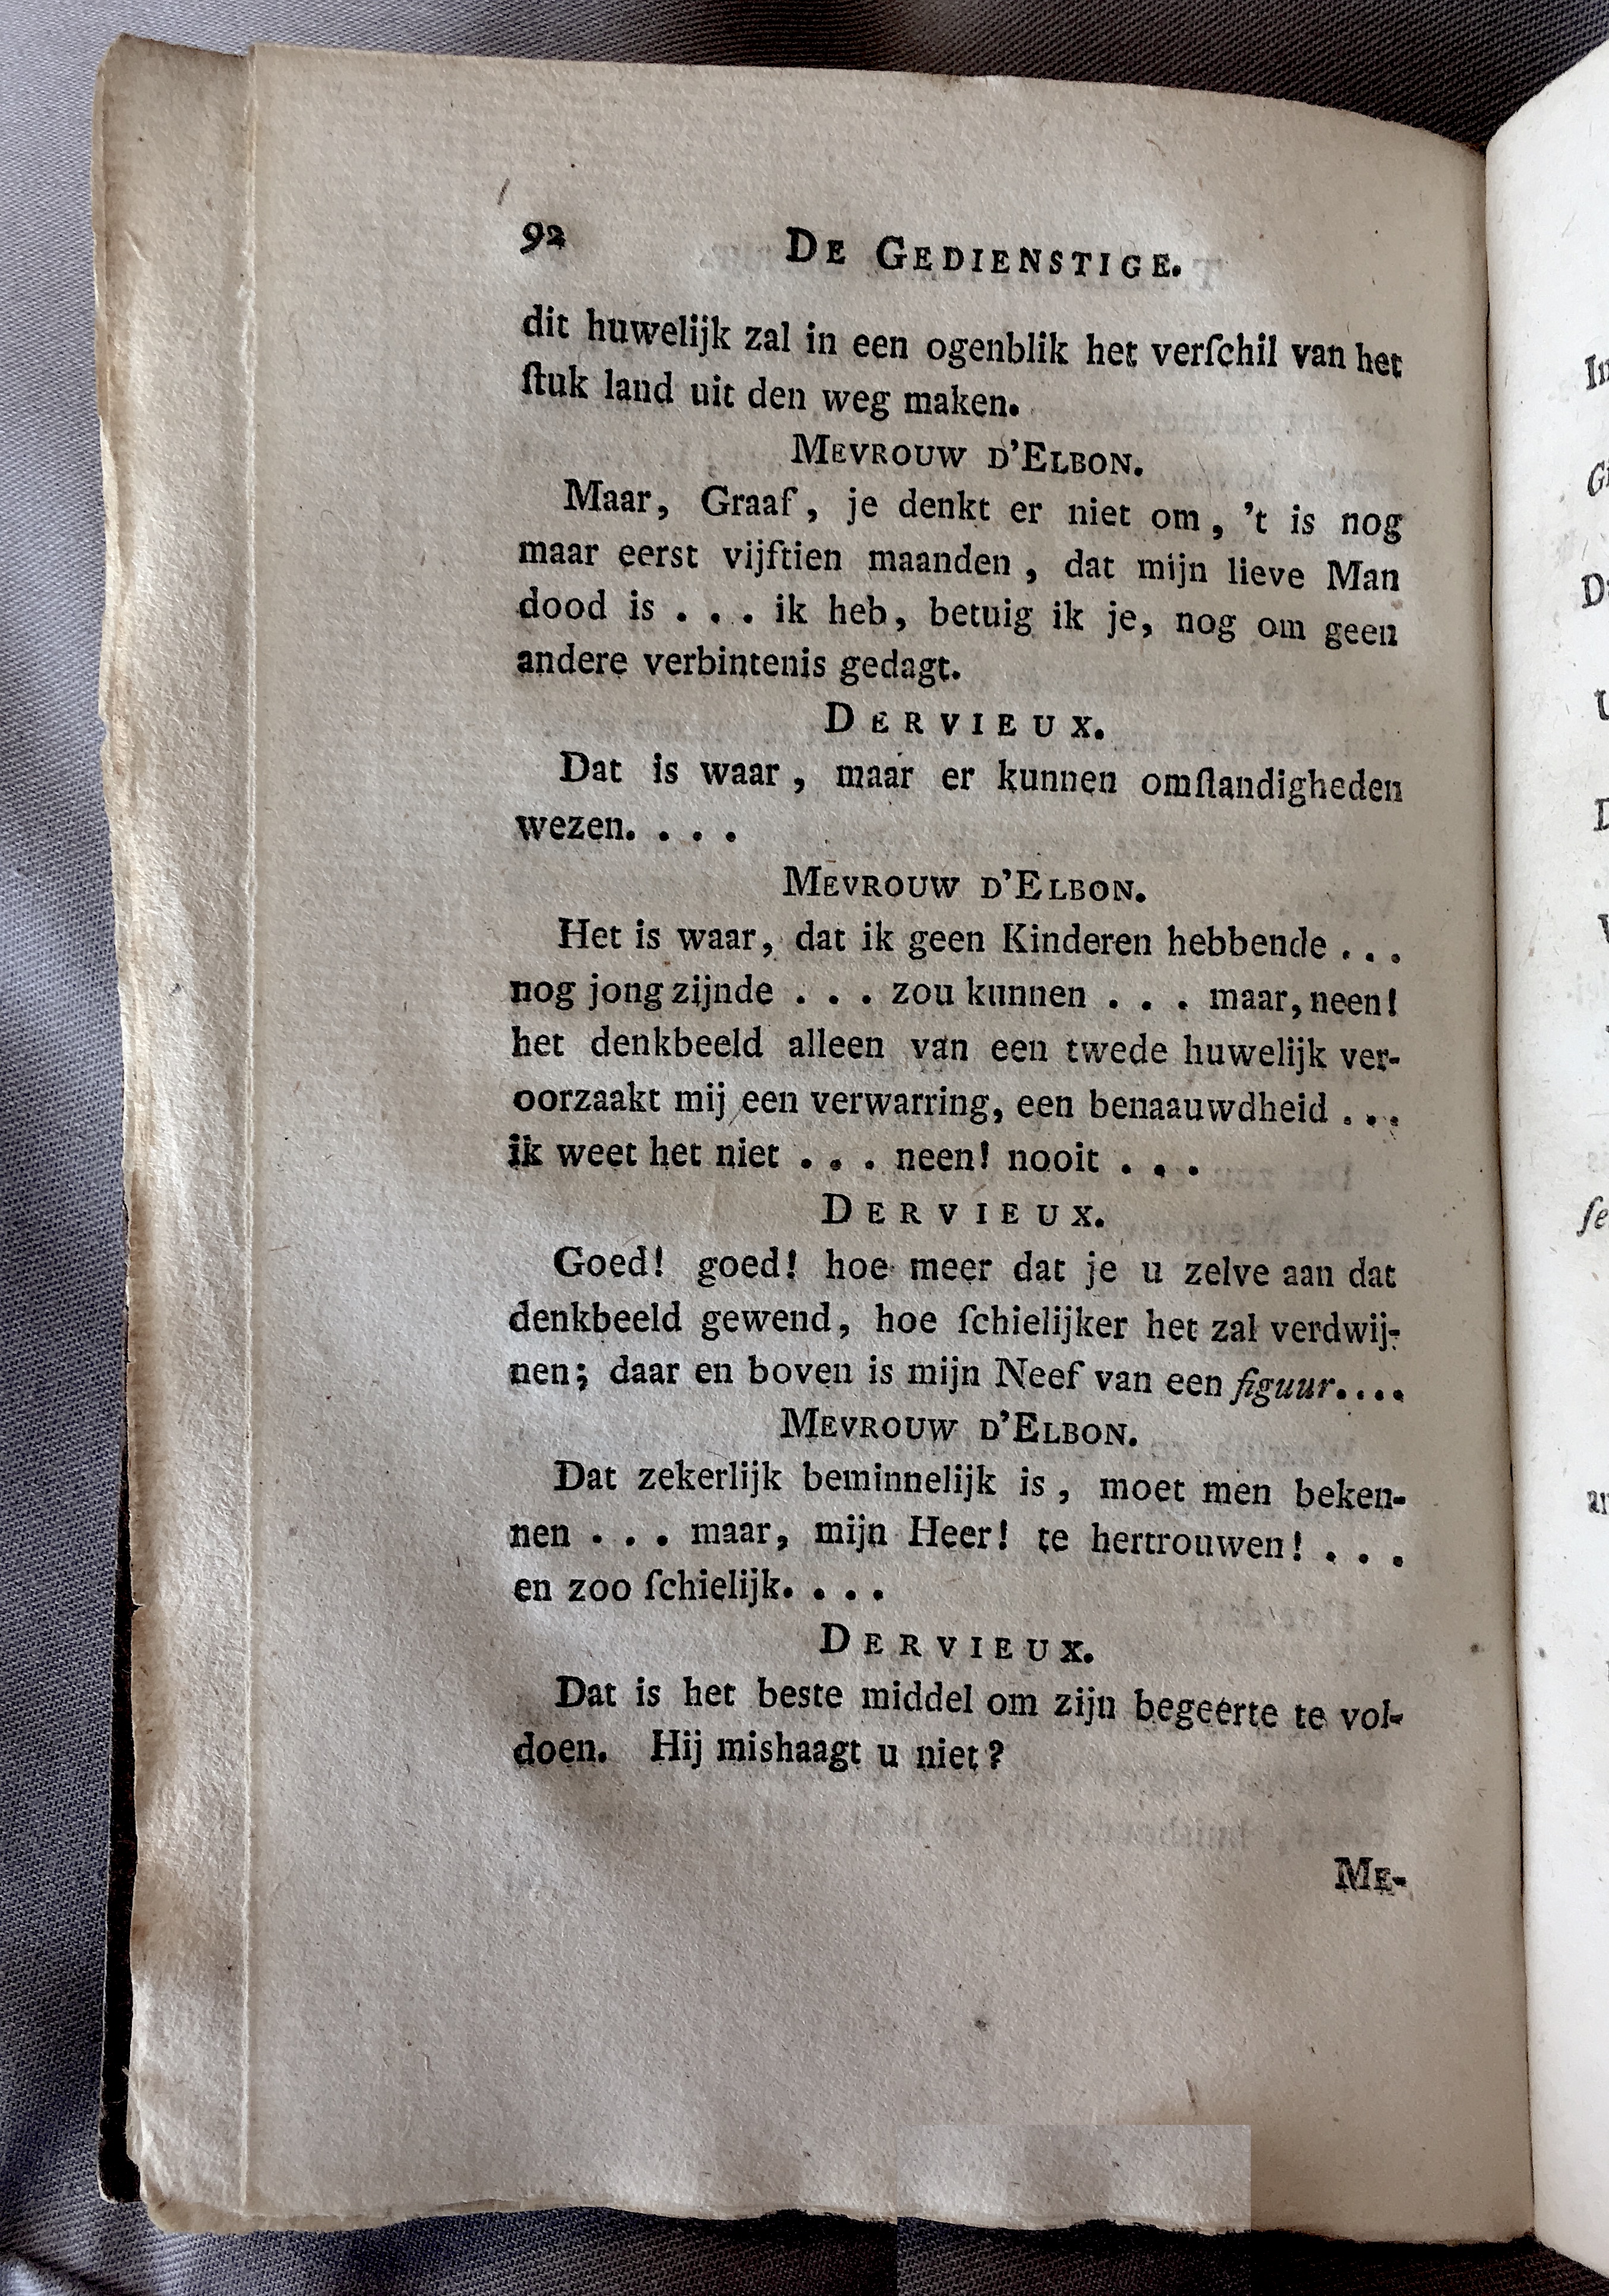 92 DE GEDIENSTIGE.
dit huwelijk zal in een ogenblik het verſchil van het
ſtuk land uit den weg maken.
MEVROUW D'ELBON.
Maar, Graaf, je denkt er niet om, 't is nog
maar eerst vijftien maanden, dat mijn lieve Man
dood is . . . ik heb, betuig ik je, nog om geen
andere verbintenis gedagt.
DERVIEUX.
Dat is waar, maar er kunnen omſtandigheden
wezen. . . .
MEVROUW D'ELBON.
Het is waar, dat ik geen Kinderen hebbende . . .
nog jong zijnde . . . zou kunnen . . . maar, neen!
het denkbeeld alleen van een twede huwelijk ver-
oorzaakt mij een verwarring, een benaauwdheid . . .
ik weet het niet . . . neen! nooit . . .
DERVIEUX.
Goed! goed! hoe meer dat je u zelve aan dat
denkbeeld gewend, hoe ſchielijker het zal verdwij-
nen; daar en boven is mijn Neef van een figuur....
MEVROUW D'ELBON.
Dat zekerlijk beminnelijk is, moet men beken-
nen . . . maar, mijn Heer! te hertrouwen! . . .
en zoo ſchielijk. . . .
DERVIEUX.
Dat is het beste middel om zijn begeerte te vol-
doen. Hij mishaagt u niet?
ME-